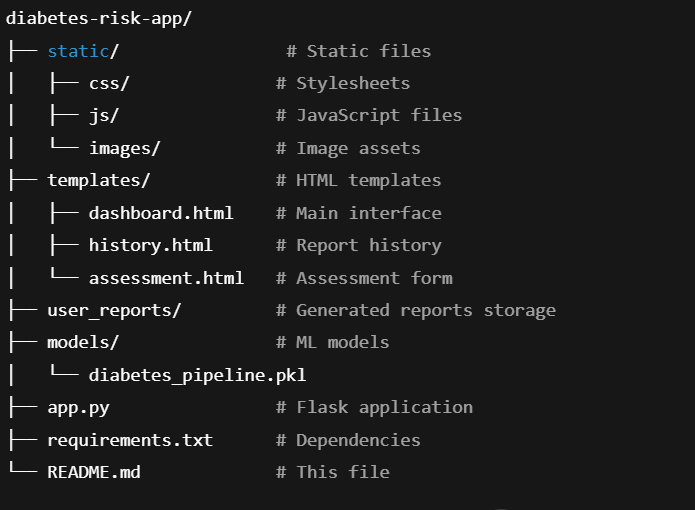 diabetes-risk-app/
├── static/                # Static files
│   ├── css/              # Stylesheets
│   ├── js/               # JavaScript files
│   └── images/           # Image assets
├── templates/            # HTML templates
│   ├── dashboard.html    # Main interface
│   ├── history.html      # Report history
│   └── assessment.html   # Assessment form
├── user_reports/         # Generated reports storage
├── models/               # ML models
│   └── diabetes_pipeline.pkl
├── app.py                # Flask application
├── requirements.txt      # Dependencies
└── README.md             # This file